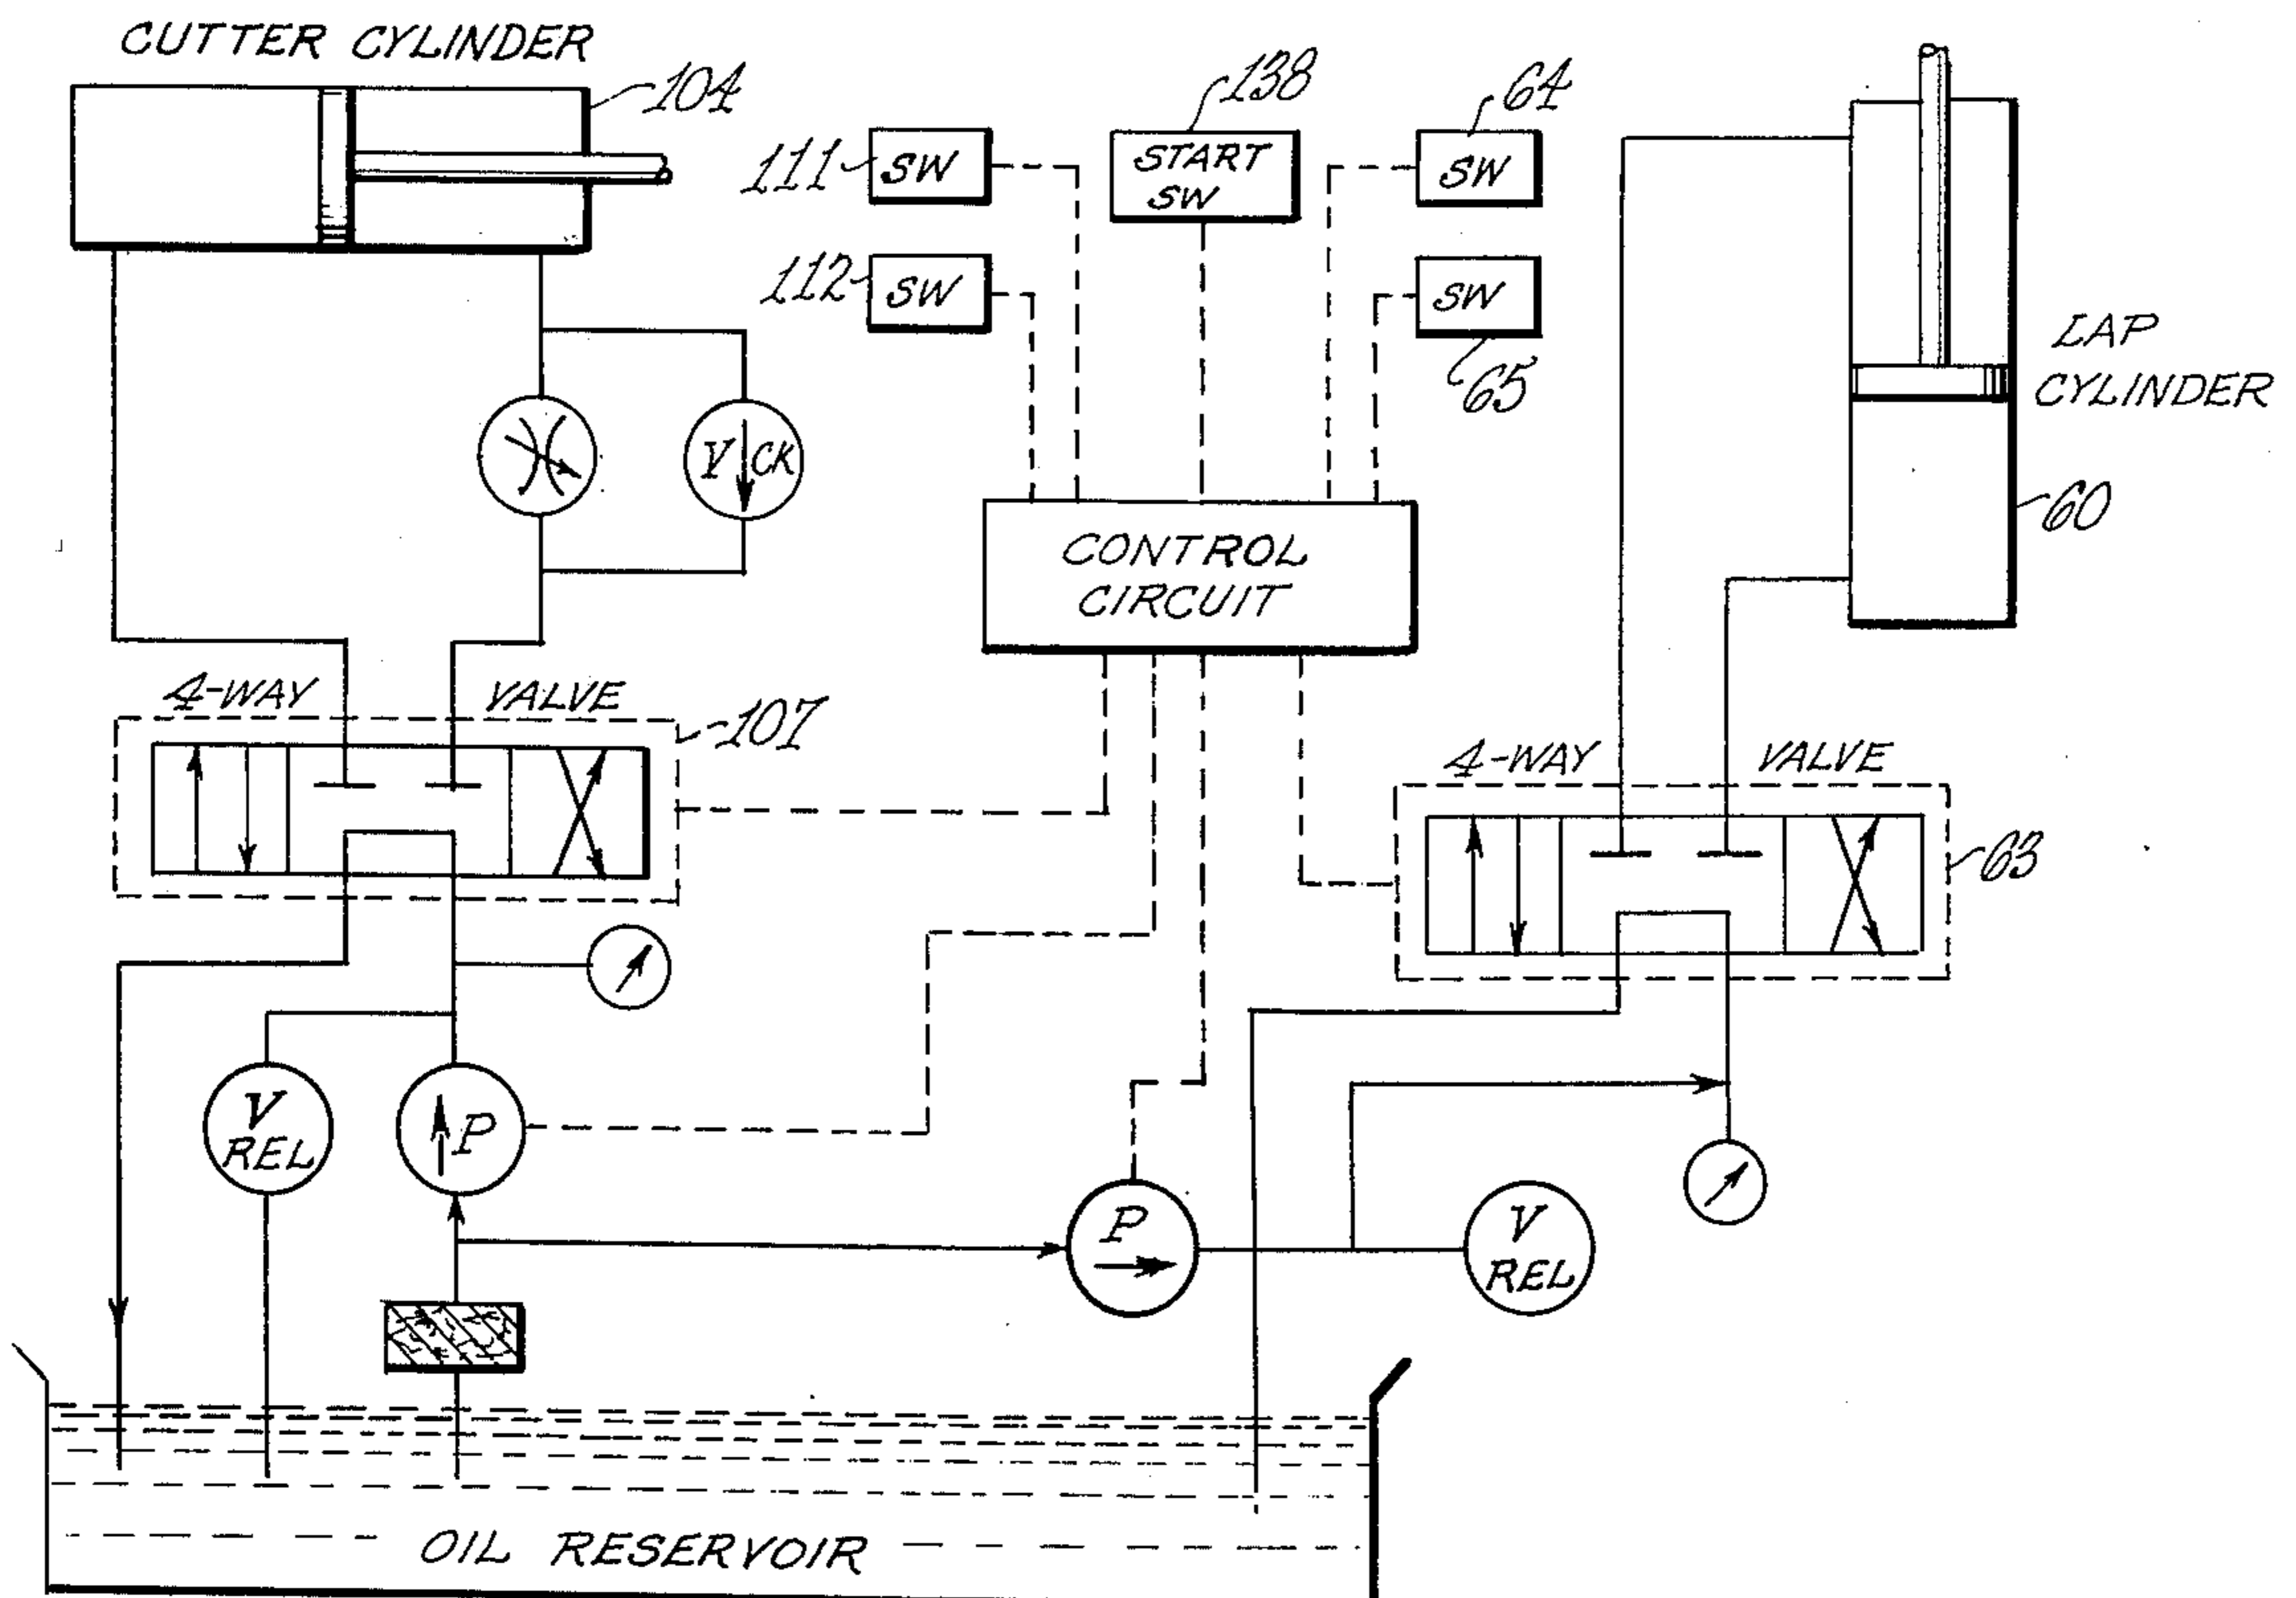 CUTTER CYLINDER
104
138
64
111
SW
START
SW
SW
112
SW
SW
65
LAP
CYLINDER
V CK
60
CONTROL
CIRCUIT
4-WAY VALVE
107
4-WAY VALVE
63
V
REL
P
P
V
REL
OIL RESERVOIR